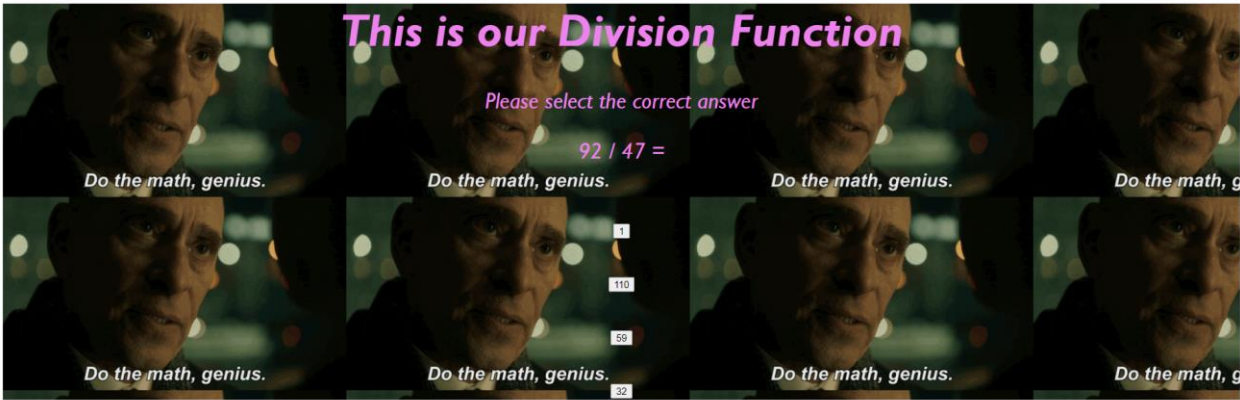 This is our Division Function
Please select the correct answer
92 / 47 =
Do the math, genius. Do the math, genius. Do the math, genius. Do the math, g
1
110
59
Do the math, genius. Do the math, genius. Do the math, genius. Do the math, g
32